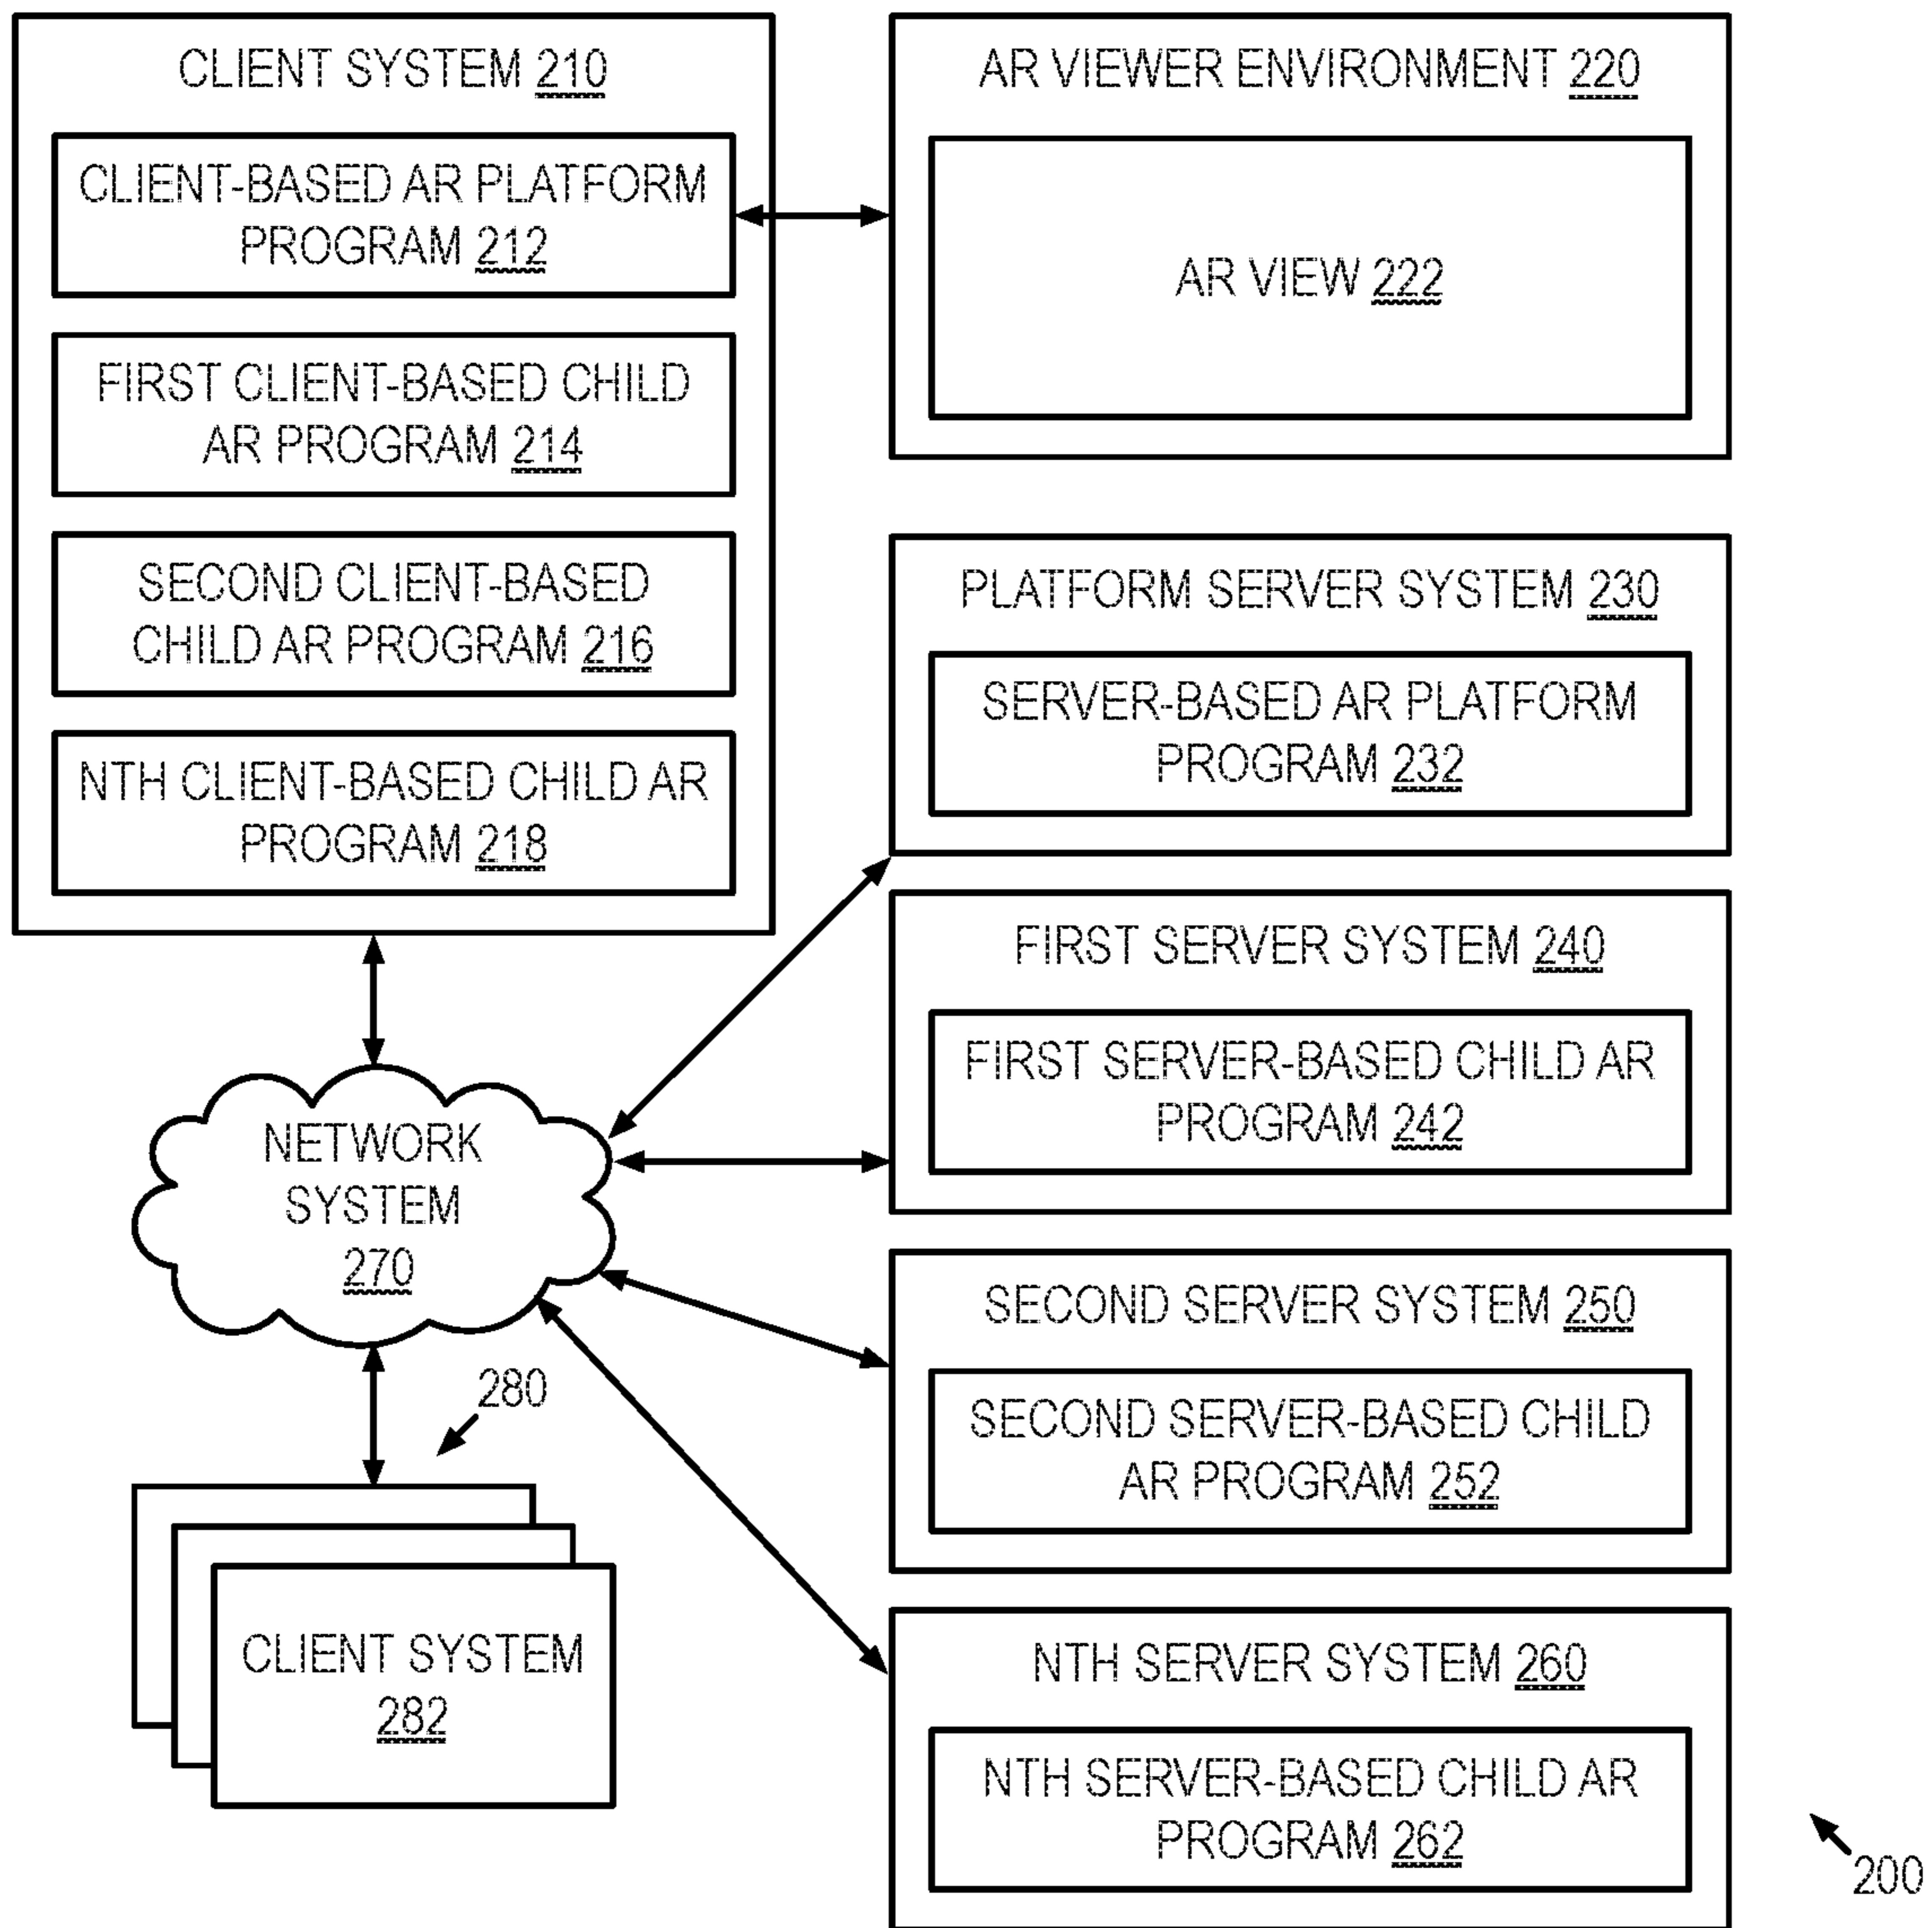 CLIENT SYSTEM 210
CLIENT-BASED AR PLATFORM
PROGRAM 212
FIRST CLIENT-BASED CHILD
AR PROGRAM 214
SECOND CLIENT-BASED
CHILD AR PROGRAM 216
NTH CLIENT-BASED CHILD AR
PROGRAM 218
AR VIEWER ENVIRONMENT 220
AR VIEW 222
PLATFORM SERVER SYSTEM 230
SERVER-BASED AR PLATFORM
PROGRAM 232
FIRST SERVER SYSTEM 240
FIRST SERVER-BASED CHILD AR
PROGRAM 242
SECOND SERVER SYSTEM 250
SECOND SERVER-BASED CHILD
AR PROGRAM 252
NTH SERVER SYSTEM 260
NTH SERVER-BASED CHILD AR
PROGRAM 262
NETWORK
SYSTEM
270
280
CLIENT SYSTEM
282
200